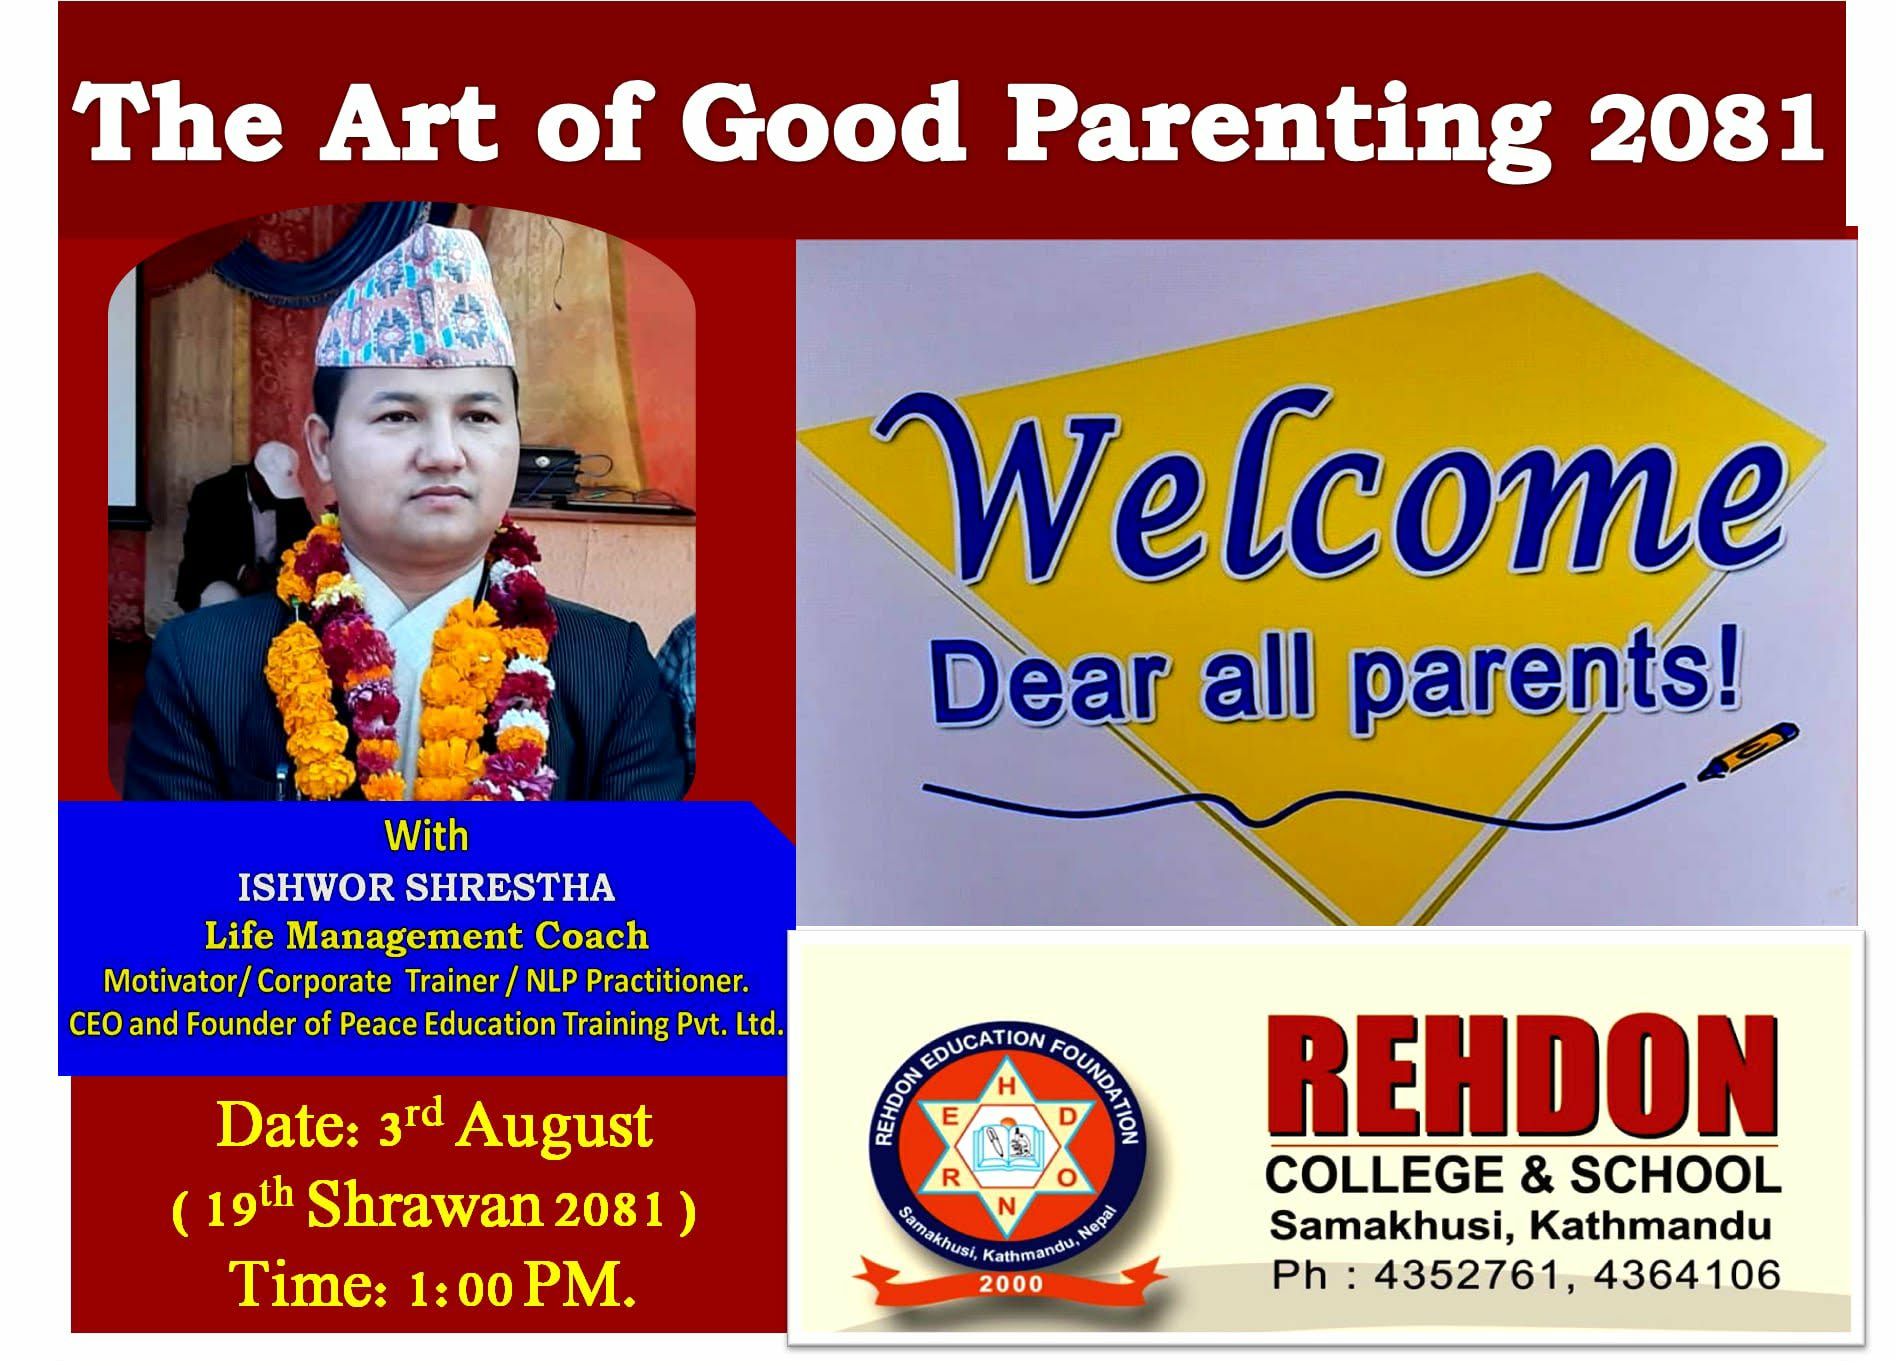 The Art of Good Parenting 2081
Welcome
Dear all parents!
With
ISHWOR SHRESTHA
Life Management Coach
Motivator/ Corporate Trainer / NLP Practitioner.
CEO and Founder of Peace Education Training Pvt. Ltd.
Date: 3rd August
( 19th Shrawan 2081 )
Time: 1:00 PM.
REHDON EDUCATION FOUNDATION
H
E D
R O
N
Samakhusi, Kathmandu, Nepal
2000
REHDON
COLLEGE & SCHOOL
Samakhusi, Kathmandu
Ph : 4352761, 4364106